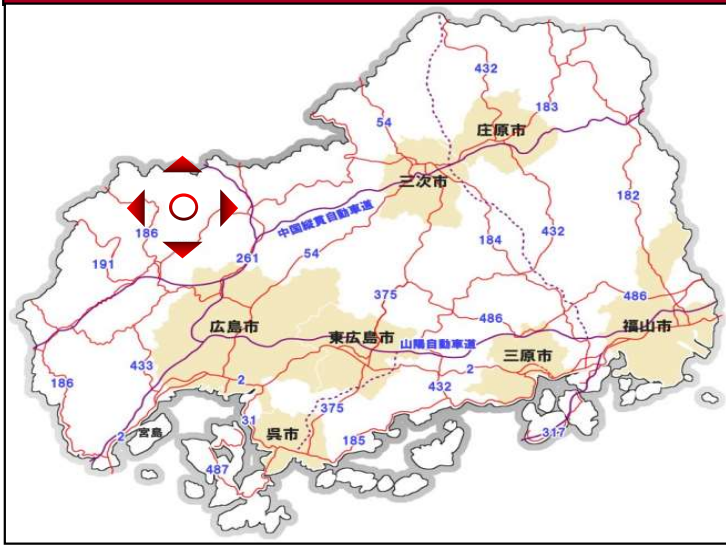 432
183
54
庄原市
三次市
182
中国縦貫自動車道
186
184
432
191
261
54
375
486
486
広島市
東広島市
山陽自動車道
福山市
三原市
433
186
2
2
432
375
31
2
宮島
呉市
185
317
487